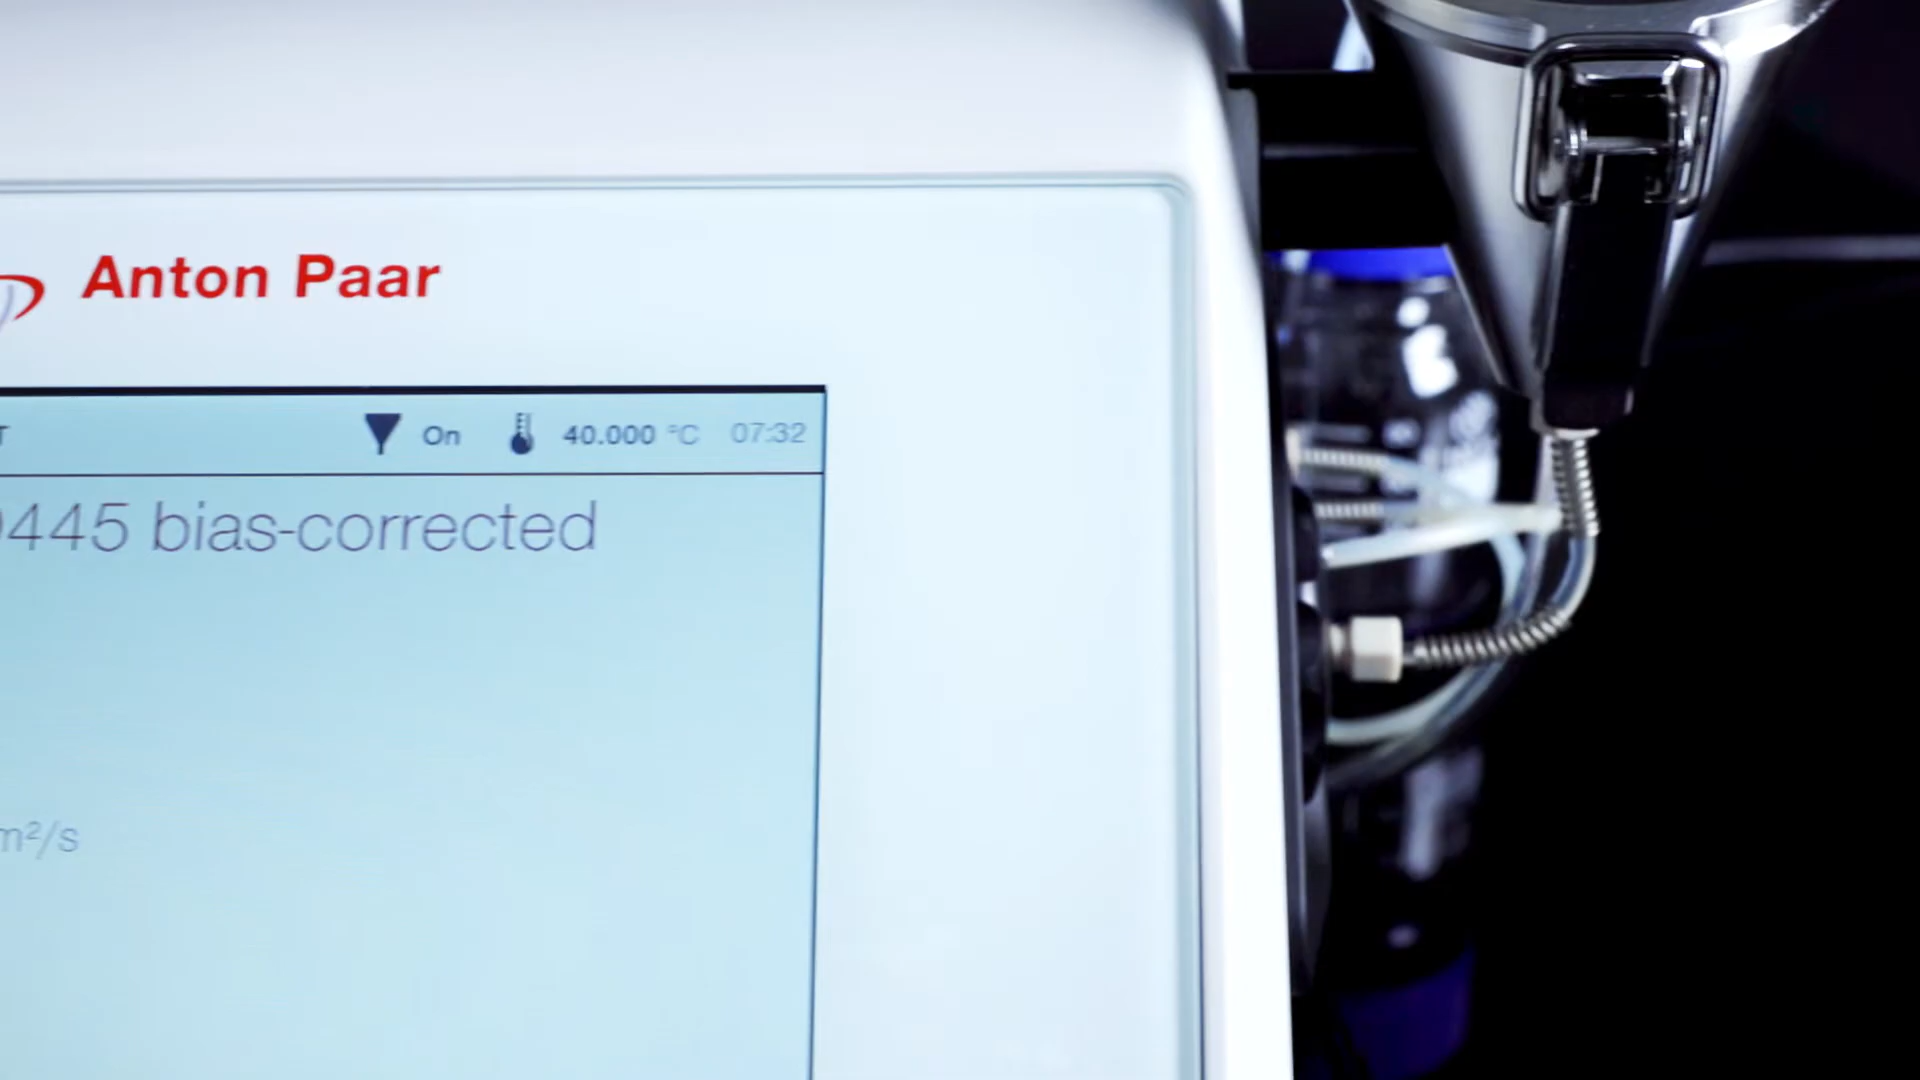 Anton Paar
On 40.000 °C 07:32
445 bias-corrected
m²/s